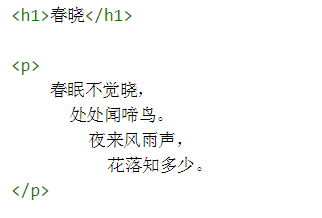 <h1>春晓</h1>
<p>
春眠不觉晓，
处处闻啼鸟。
夜来风雨声，
花落知多少。
</p>